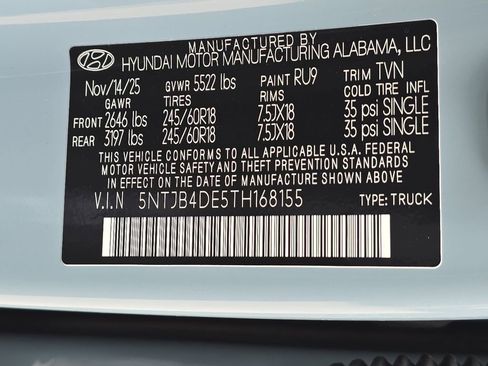 MANUFACTURED BY
HYUNDAI MOTOR MANUFACTURING ALABAMA, LLC
Nov/14/25 GVWR 5522 lbs PAINT RU9 TRIM TVN
GAWR TIRES RIMS COLD TIRE INFL
FRONT 2646 lbs 245/60R18 7.5JX18 35 psi SINGLE
REAR 3197 lbs 245/60R18 7.5JX18 35 psi SINGLE
THIS VEHICLE CONFORMS TO ALL APPLICABLE U.S.A. FEDERAL
MOTOR VEHICLE SAFETY AND THEFT PREVENTION STANDARDS
IN EFFECT ON THE DATE OF MANUFACTURE SHOWN ABOVE.
V.I.N 5NTJB4DE5TH168155 TYPE: TRUCK